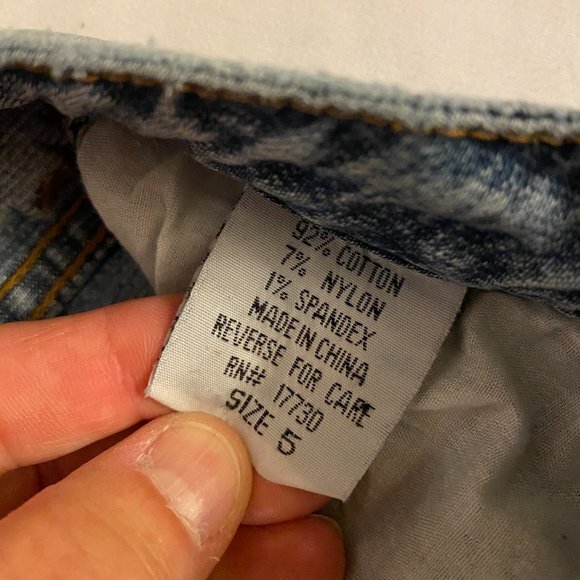 92% COTTON
7% NYLON
1% SPANDEX
MADE IN CHINA
REVERSE FOR CARE
RN# 17730
SIZE 5